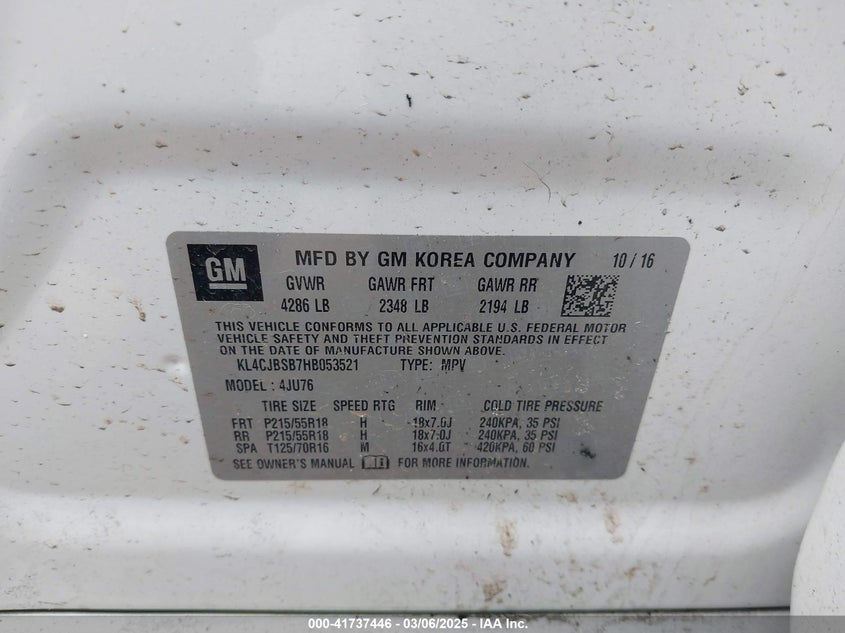 GM
MFD BY GM KOREA COMPANY 10 / 16
GVWR GAWR FRT GAWR RR
4286 LB 2348 LB 2194 LB
THIS VEHICLE CONFORMS TO ALL APPLICABLE U.S. FEDERAL MOTOR
VEHICLE SAFETY AND THEFT PREVENTION STANDARDS IN EFFECT
ON THE DATE OF MANUFACTURE SHOWN ABOVE.
KL4CJBSB7HB053521 TYPE: MPV
MODEL : 4JU76
TIRE SIZE SPEED RTG RIM COLD TIRE PRESSURE
FRT P215/55R18 H 18x7.0J 240KPA, 35 PSI
RR P215/55R18 H 18x7.0J 240KPA, 35 PSI
SPA T125/70R16 M 16x4.0T 420KPA, 60 PSI
SEE OWNER'S MANUAL FOR MORE INFORMATION.
000-41737446 - 03/06/2025 - IAA Inc.